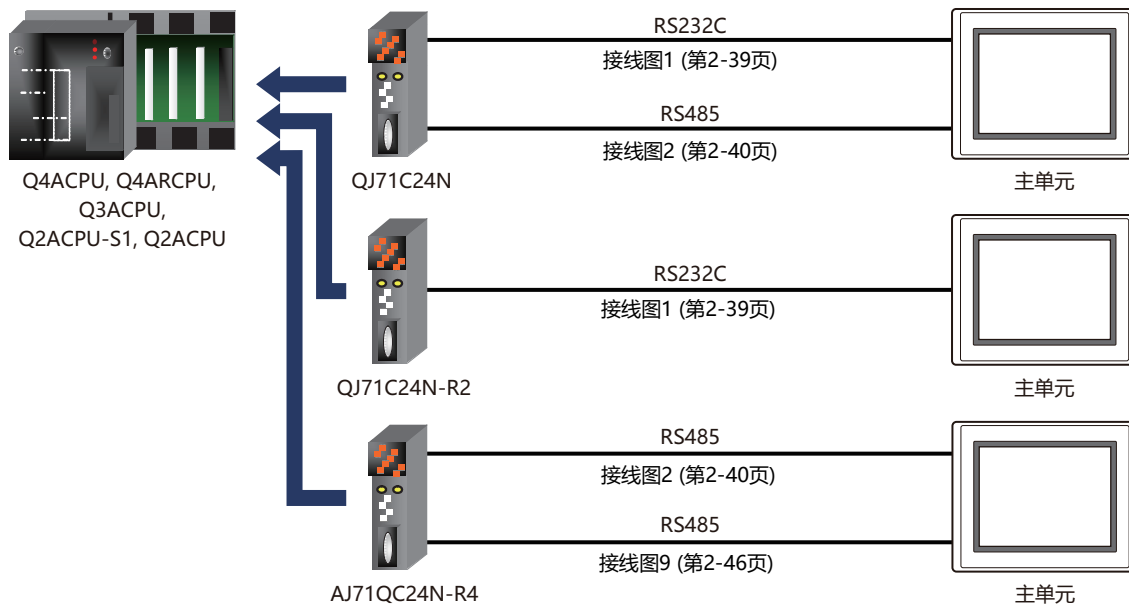 Q4ACPU, Q4ARCPU,
Q3ACPU,
Q2ACPU-S1, Q2ACPU
QJ71C24N
RS232C
接线图1 (第2-39页)
RS485
接线图2 (第2-40页)
主单元
QJ71C24N-R2
RS232C
接线图1 (第2-39页)
主单元
AJ71QC24N-R4
RS485
接线图2 (第2-40页)
RS485
接线图9 (第2-46页)
主单元